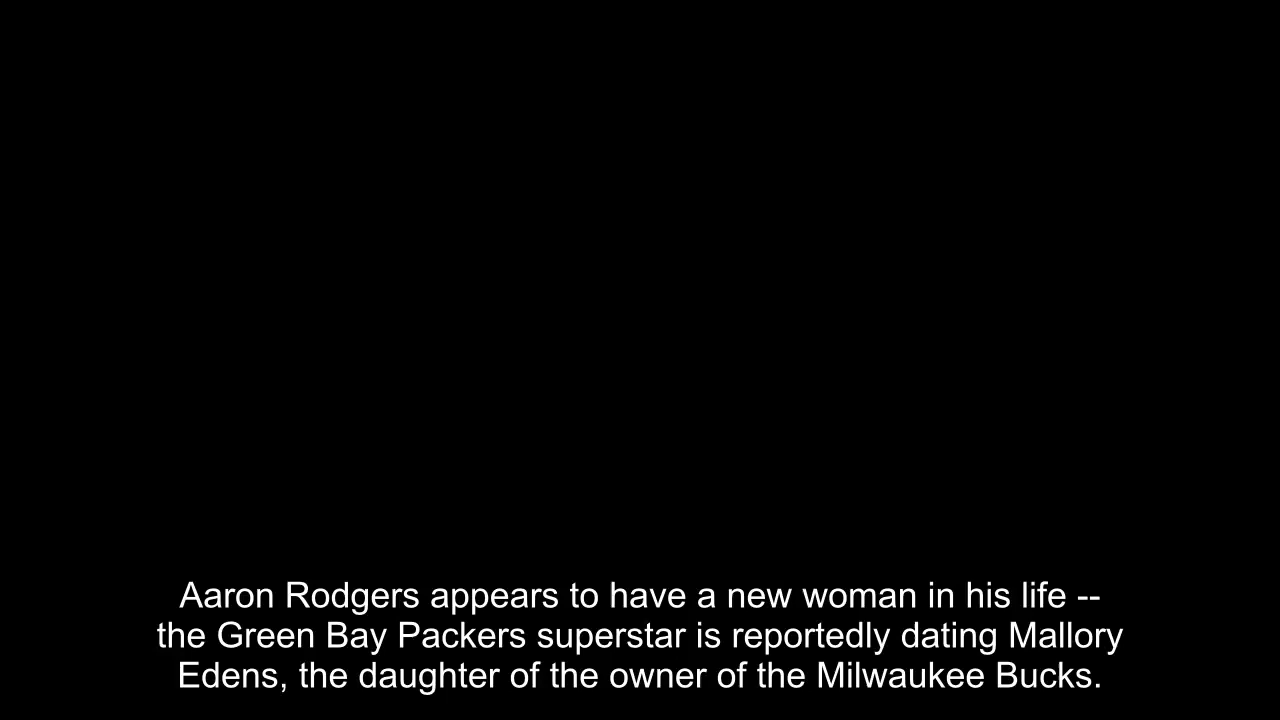 Aaron Rodgers appears to have a new woman in his life --
the Green Bay Packers superstar is reportedly dating Mallory
Edens, the daughter of the owner of the Milwaukee Bucks.